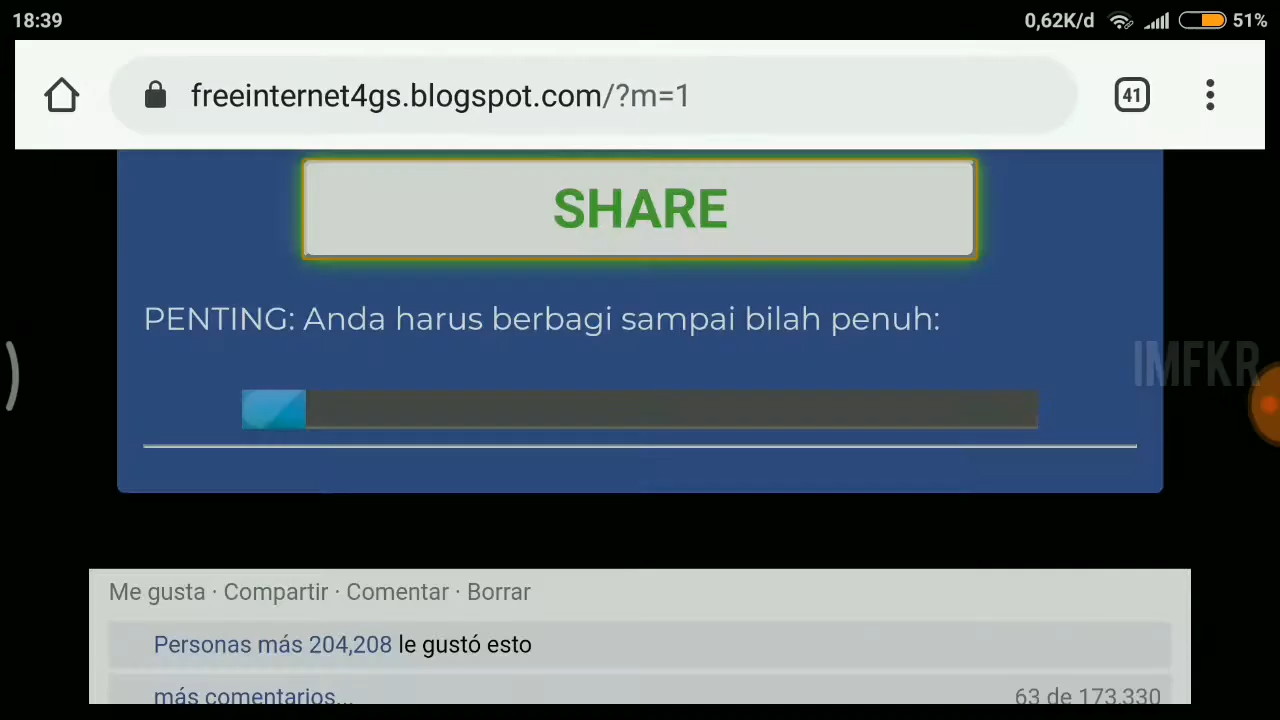 18:39
0,62K/d
51%
freeinternet4gs.blogspot.com/?m=1
41
SHARE
PENTING: Anda harus berbagi sampai bilah penuh:
IMFKR
Me gusta · Compartir · Comentar · Borrar
Personas más 204,208 le gustó esto
más comentarios...
63 de 173.330